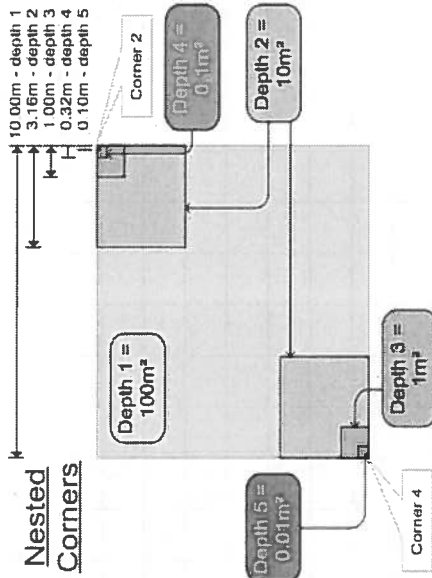 Nested
Corners
10.00m - depth 1
3.16m - depth 2
1.00m - depth 3
0.32m - depth 4
0.10m - depth 5
Corner 2
Depth 4 =
0.1m²
Depth 2 =
10m²
Depth 1 =
100m²
Depth 5 =
0.01m²
Depth 3 =
1m²
Corner 4